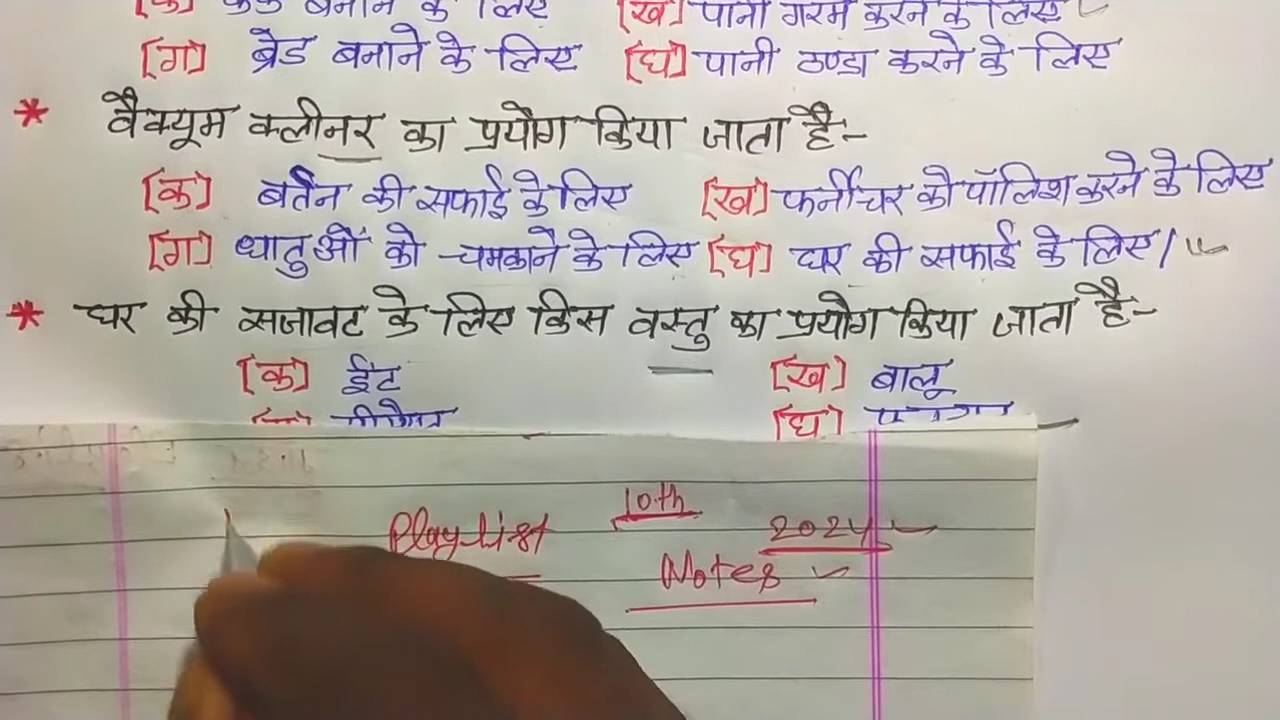 के लिए [ख] पानी गरम करने के लिए
[ग] ब्रेड बनाने के लिए [घ] पानी ठण्डा करने के लिए
* वैक्यूम क्लीनर का प्रयोग किया जाता है-
[क] बर्तन की सफाई के लिए [ख] फर्नीचर को पॉलिश करने के लिए
[ग] धातुओं को चमकाने के लिए [घ] घर की सफाई के लिए/
* घर की सजावट के लिए किस वस्तु का प्रयोग किया जाता है-
[क] ईंट [ख] बालू
[घ]
10th
Playlist 2024
Notes